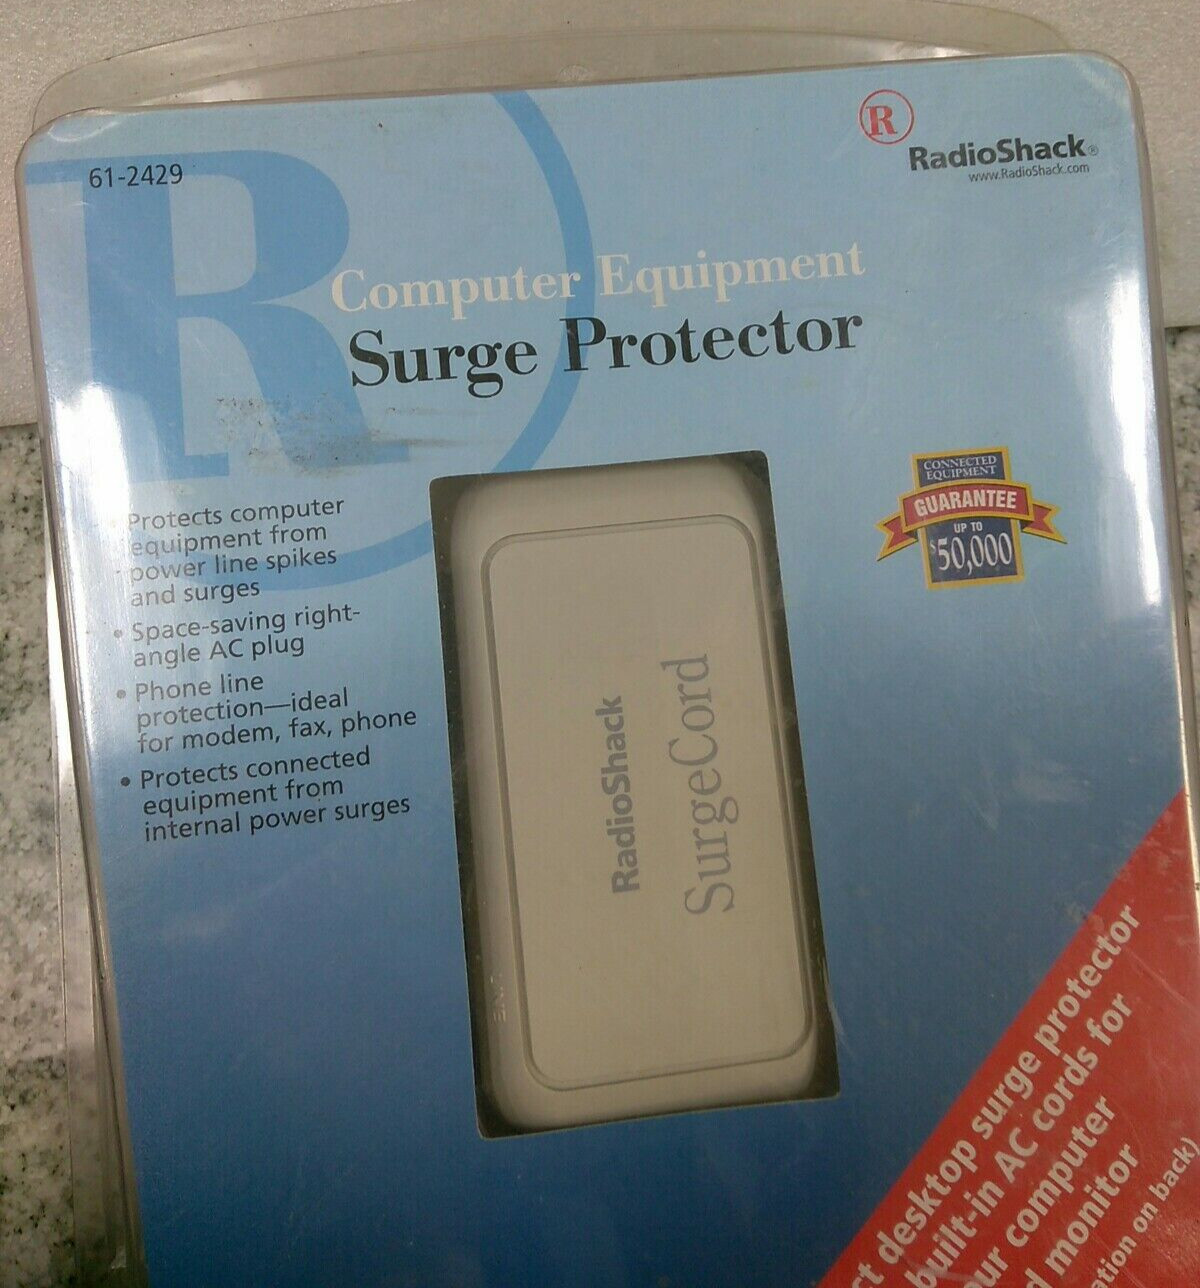 61-2429
R
RadioShack®
www.RadioShack.com
R
Computer Equipment
Surge Protector
• Protects computer
equipment from
power line spikes
and surges
• Space-saving right-
angle AC plug
• Phone line
protection—ideal
for modem, fax, phone
• Protects connected
equipment from
internal power surges
CONNECTED
EQUIPMENT
GUARANTEE
UP TO
$50,000
RadioShack
SurgeCord
desktop surge protector
built-in AC cords for
computer
monitor
on back)